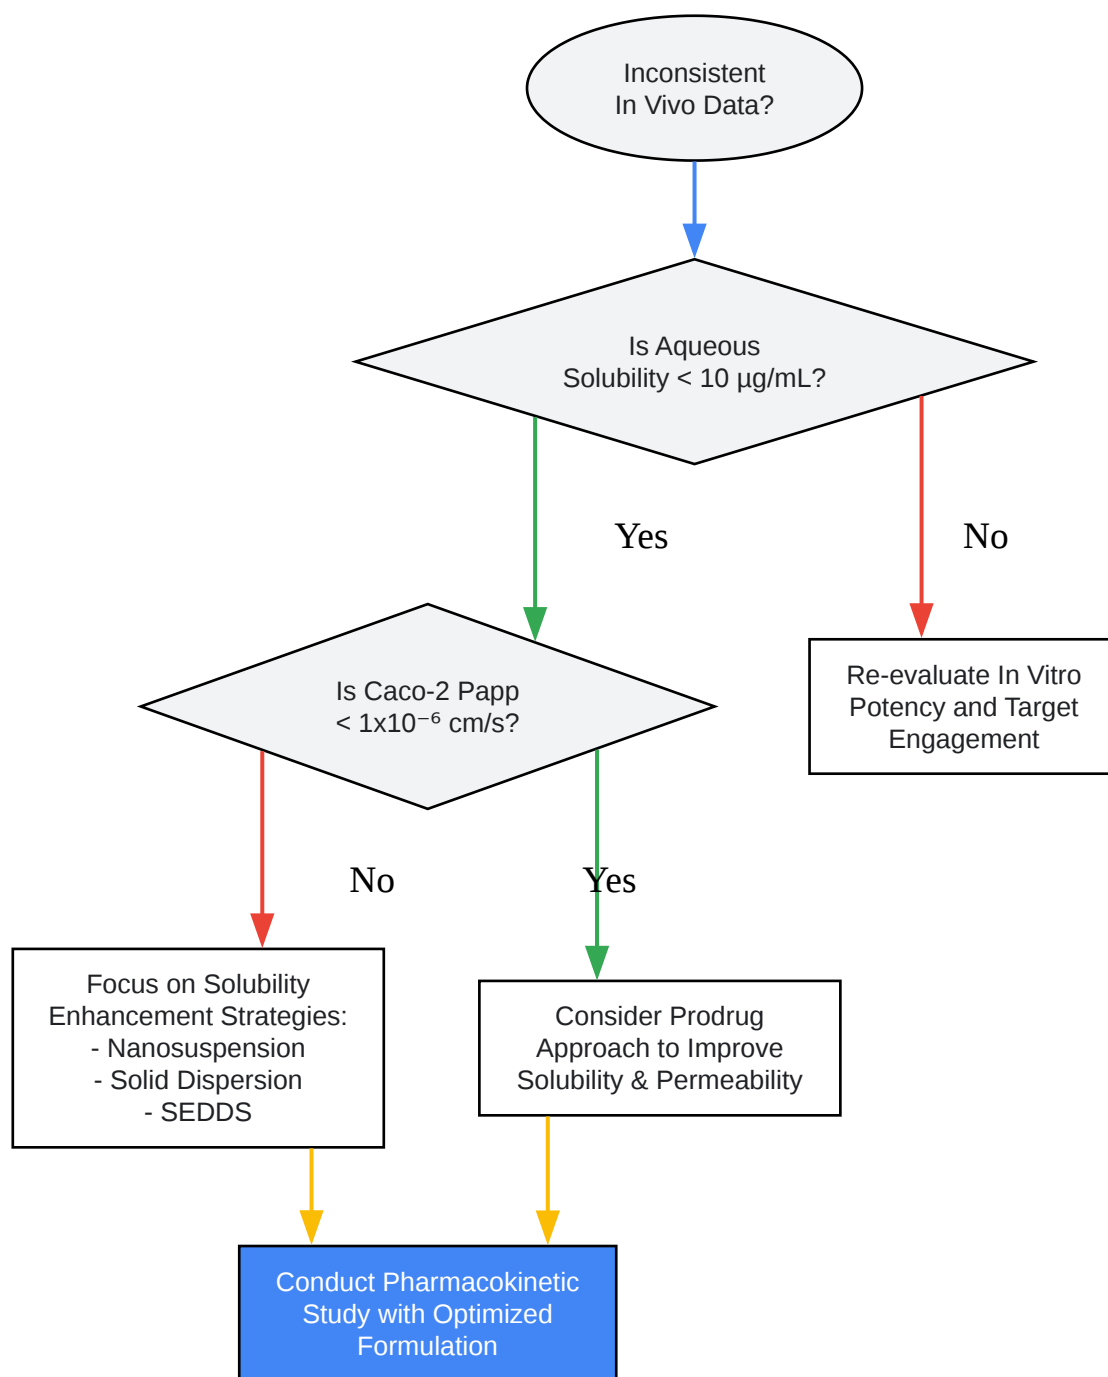 Inconsistent
In Vivo Data?
Is Aqueous
Solubility < 10 µg/mL?
Yes
No
Is Caco-2 Papp
< 1x10⁻⁶ cm/s?
Re-evaluate In Vitro
Potency and Target
Engagement
No
Yes
Focus on Solubility
Enhancement Strategies:
- Nanosuspension
- Solid Dispersion
- SEDDS
Consider Prodrug
Approach to Improve
Solubility & Permeability
Conduct Pharmacokinetic
Study with Optimized
Formulation